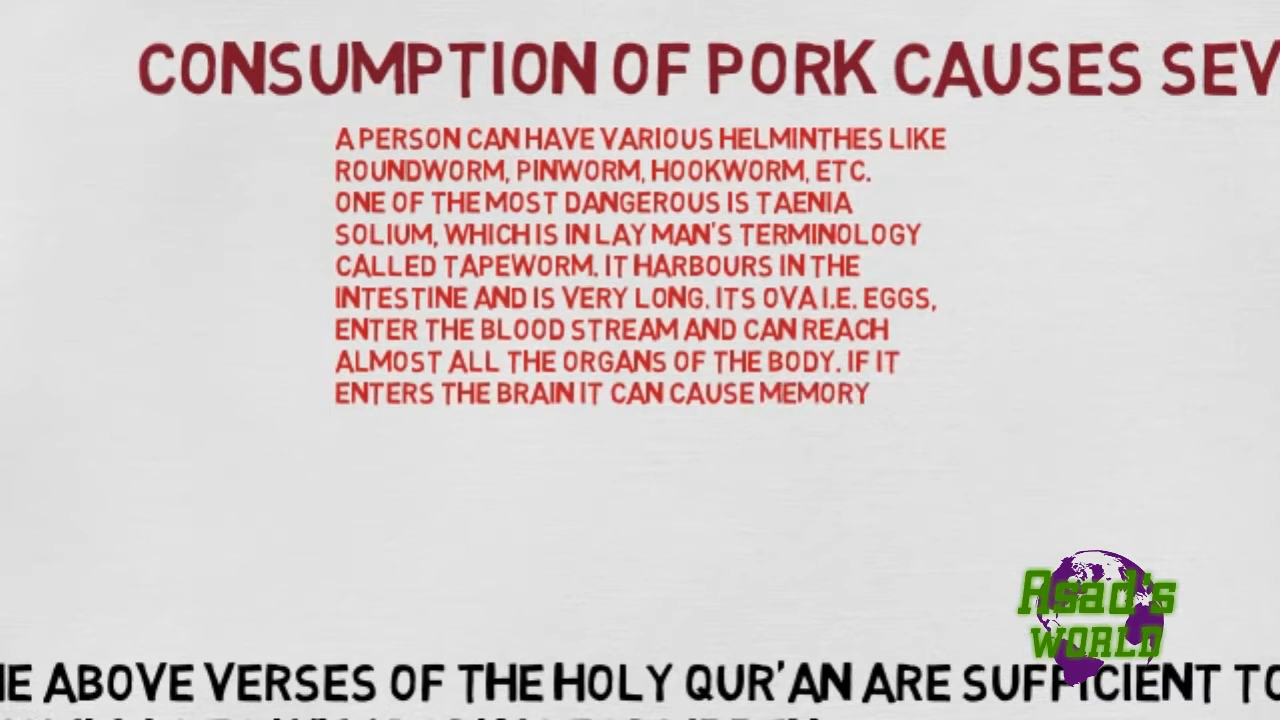 CONSUMPTION OF PORK CAUSES SEV
A PERSON CAN HAVE VARIOUS HELMINTHES LIKE
ROUNDWORM, PINWORM, HOOKWORM, ETC.
ONE OF THE MOST DANGEROUS IS TAENIA
SOLIUM, WHICH IS IN LAY MAN'S TERMINOLOGY
CALLED TAPEWORM. IT HARBOURS IN THE
INTESTINE AND IS VERY LONG. ITS OVA I.E. EGGS,
ENTER THE BLOOD STREAM AND CAN REACH
ALMOST ALL THE ORGANS OF THE BODY. IF IT
ENTERS THE BRAIN IT CAN CAUSE MEMORY
Asad's
WORLD
HE ABOVE VERSES OF THE HOLY QUR'AN ARE SUFFICIENT TO